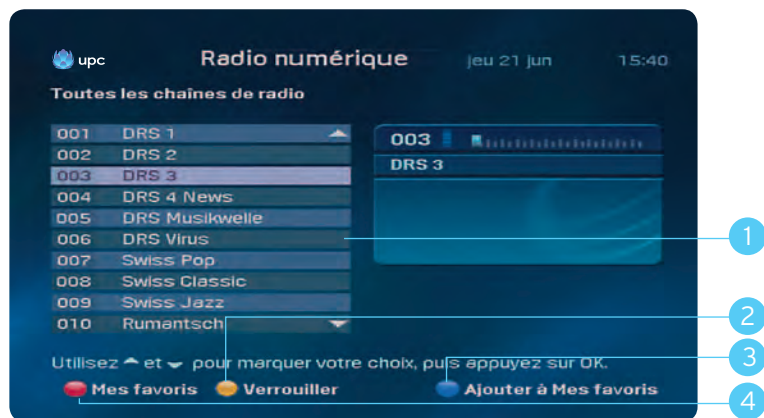 upc Radio numérique jeu 21 jun 15:40
Toutes les chaînes de radio
001 DRS 1
002 DRS 2
003 DRS 3
004 DRS 4 News
005 DRS Musikwelle
006 DRS Virus
007 Swiss Pop
008 Swiss Classic
009 Swiss Jazz
010 Rumantsch
003
DRS 3
Utilisez et pour marquer votre choix, puis appuyez sur OK.
Mes favoris Verrouiller Ajouter à Mes favoris
1
2
3
4